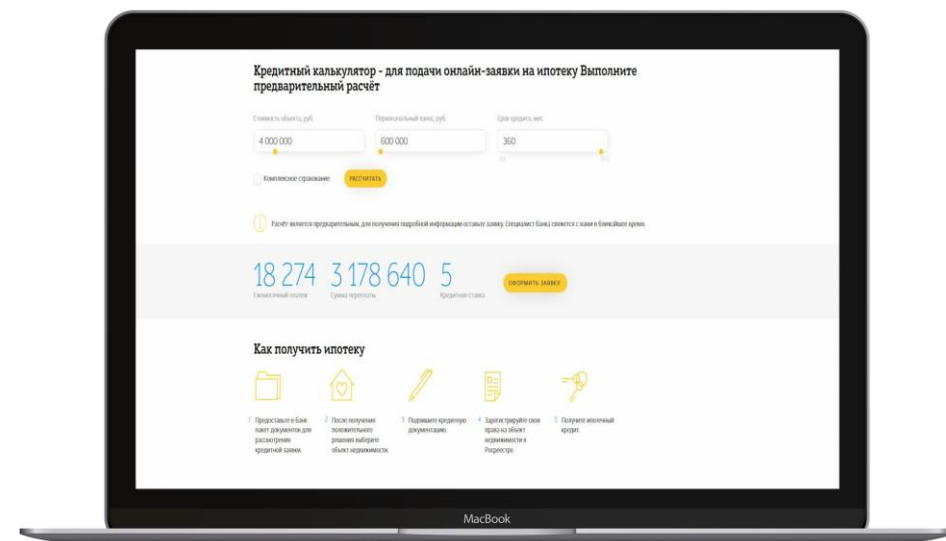 Кредитный калькулятор - для подачи онлайн-заявки на ипотеку Выполните
предварительный расчёт
Стоимость объекта, руб. Первоначальный взнос, руб. Срок кредита, мес.
4 000 000 600 000 360
Комплексное страхование РАССЧИТАТЬ
Расчёт является предварительным, для получения подробной информации оставьте заявку. Специалист банка свяжется с вами в ближайшее время.
18 274 3 178 640 5 ОФОРМИТЬ ЗАЯВКУ
Ежемесячный платеж Сумма переплаты Кредитная ставка
Как получить ипотеку
1 Предоставьте в банк
пакет документов для
рассмотрения
кредитной заявки.
2 После получения
положительного
решения выберите
объект недвижимости.
3 Подпишите кредитную
документацию.
4 Зарегистрируйте свои
права на объект
недвижимости в
Росреестре.
5 Получите ипотечный
кредит.
MacBook